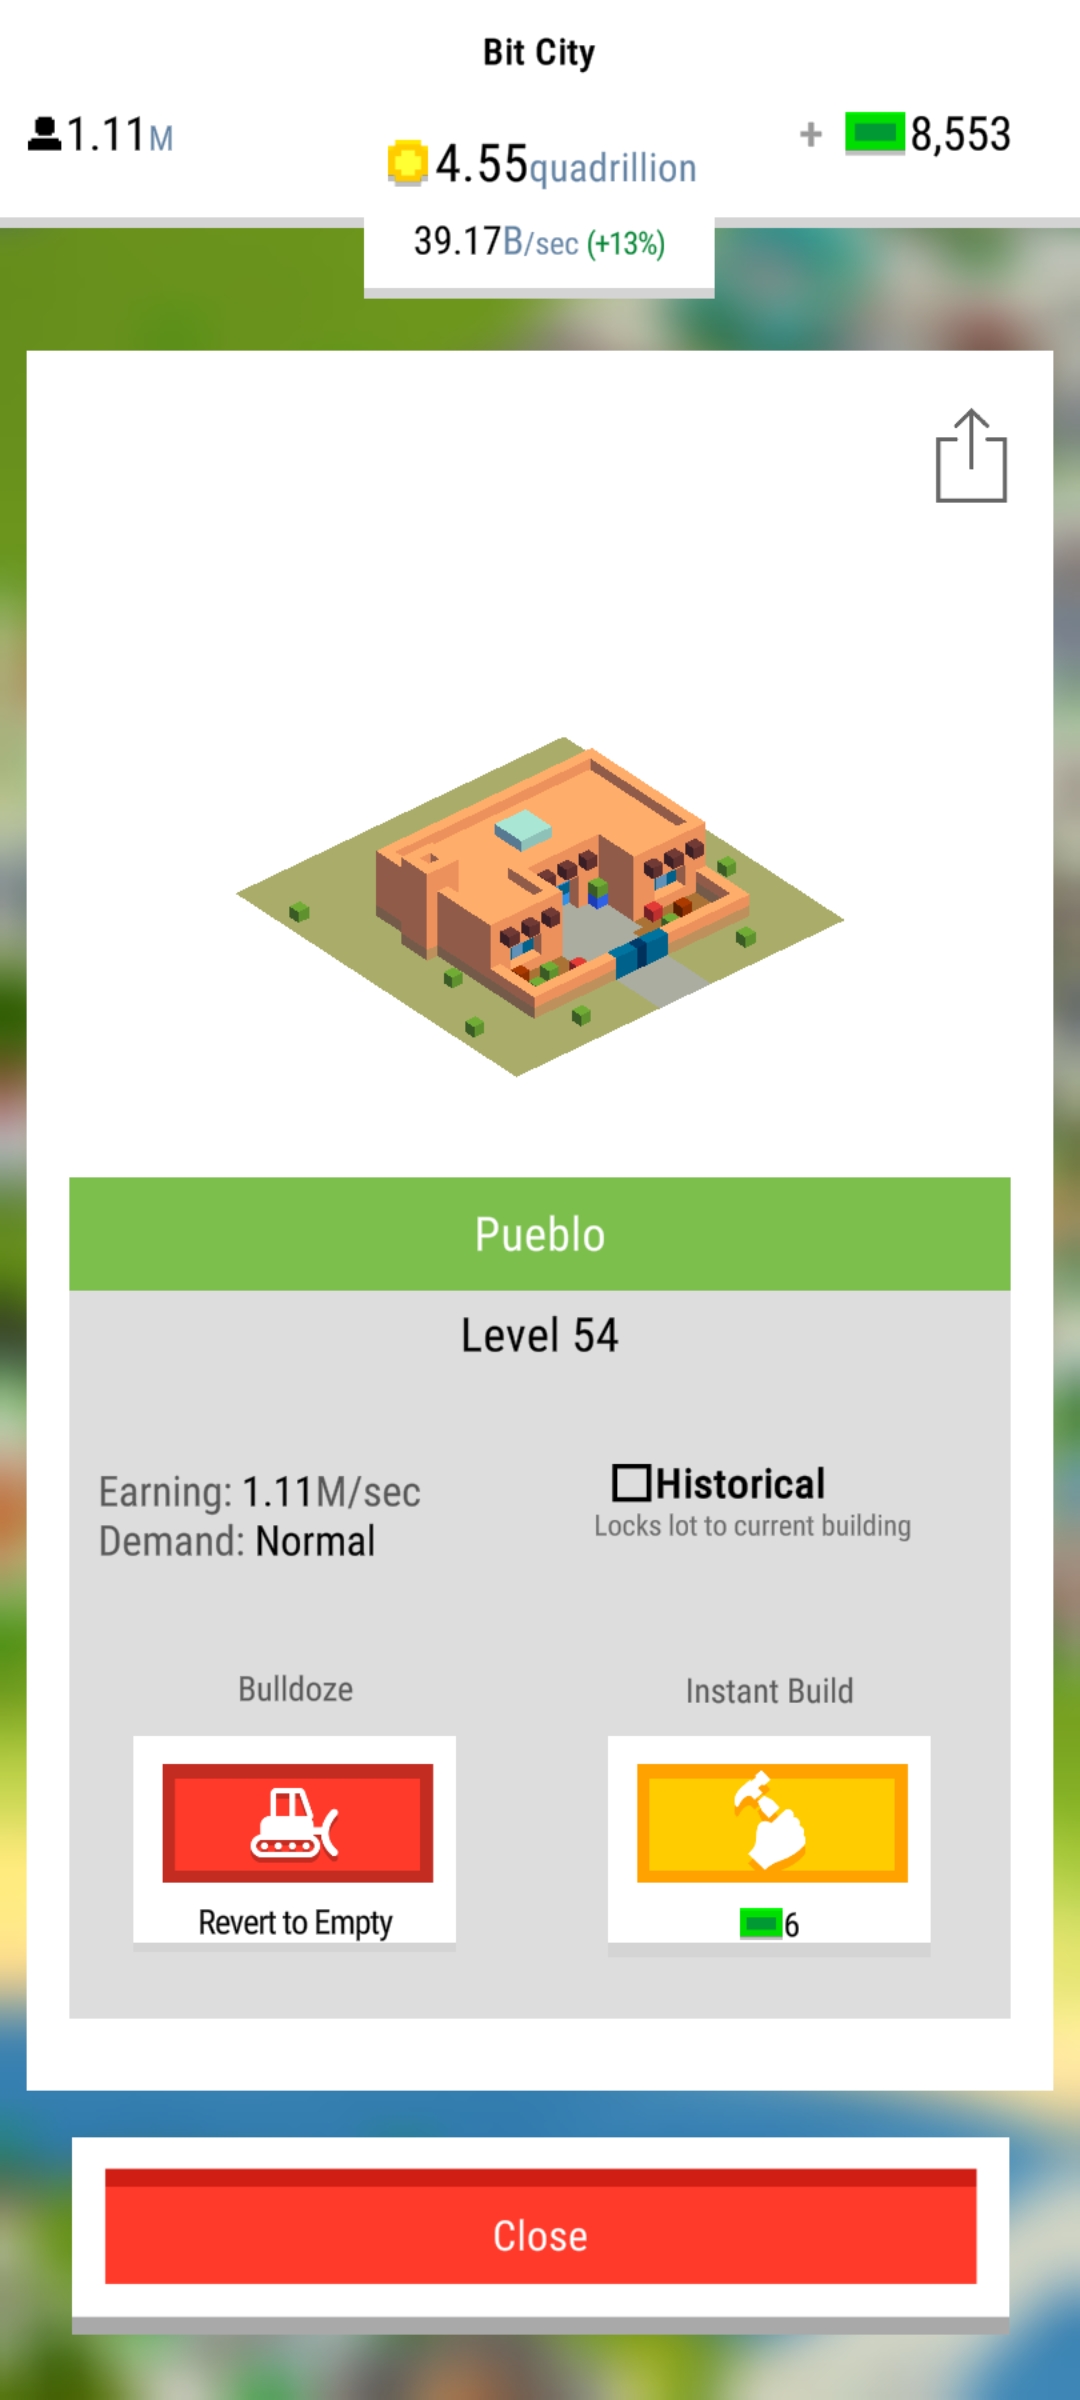 Bit City
1.11M
4.55quadrillion
+ 8,553
39.17B/sec (+13%)
Pueblo
Level 54
Earning: 1.11M/sec
Demand: Normal
Historical
Locks lot to current building
Bulldoze
Instant Build
Revert to Empty
6
Close